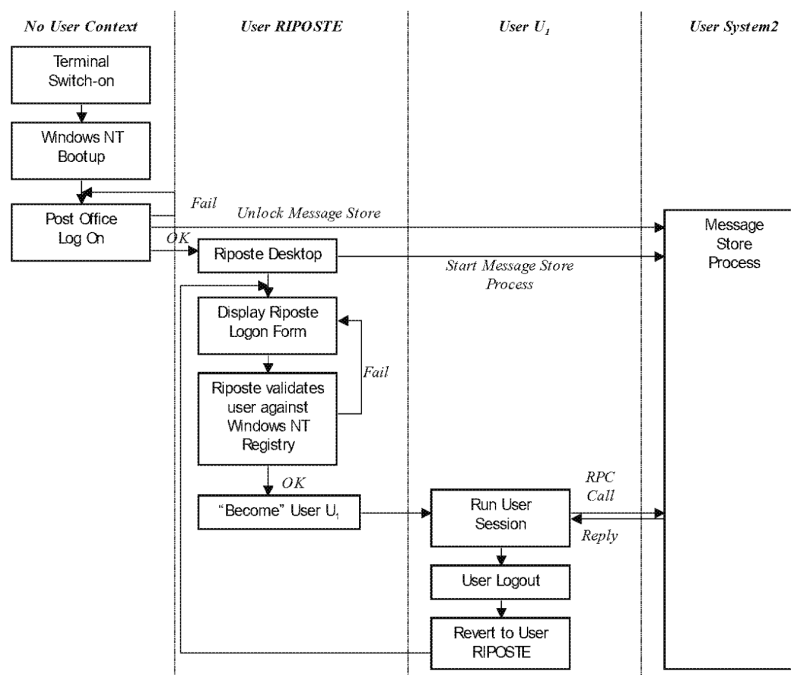 No User Context
User RIPOSTE
User U1
User System2
Terminal
Switch-on
Windows NT
Bootup
Fail
Post Office
Log On
Unlock Message Store
OK
Message
Store
Process
Riposte Desktop
Start Message Store
Process
Display Riposte
Logon Form
Fail
Riposte validates
user against
Windows NT
Registry
OK
"Become" User U1
Run User
Session
RPC
Call
Reply
User Logout
Revert to User
RIPOSTE